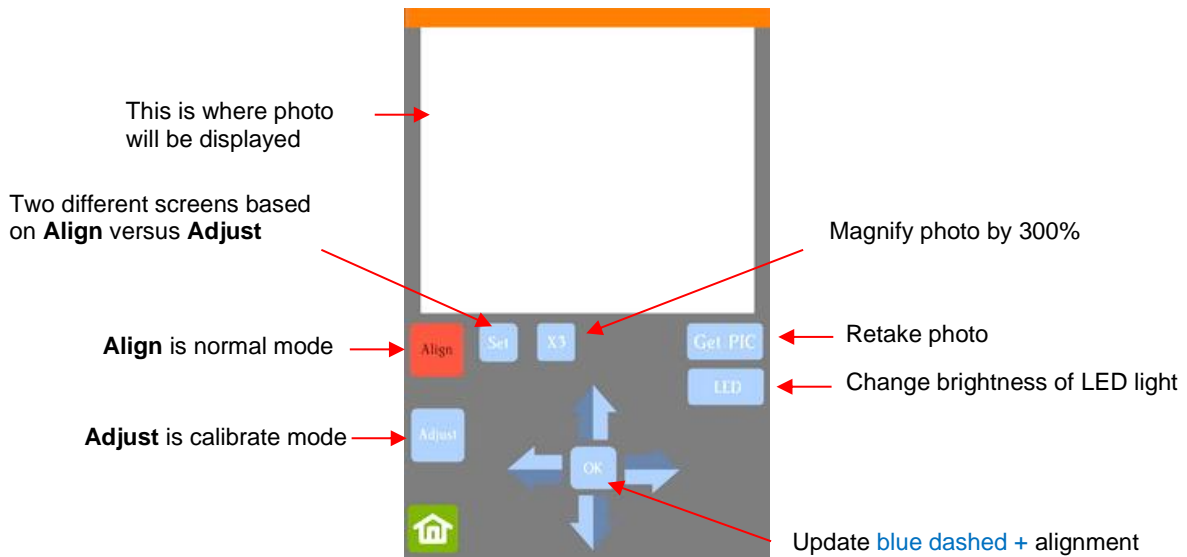 This is where photo
will be displayed
Two different screens based
on Align versus Adjust
Magnify photo by 300%
Align is normal mode
Align
Set
X3
Get PIC
Retake photo
LED
Change brightness of LED light
Adjust is calibrate mode
Adjust
OK
Update blue dashed + alignment